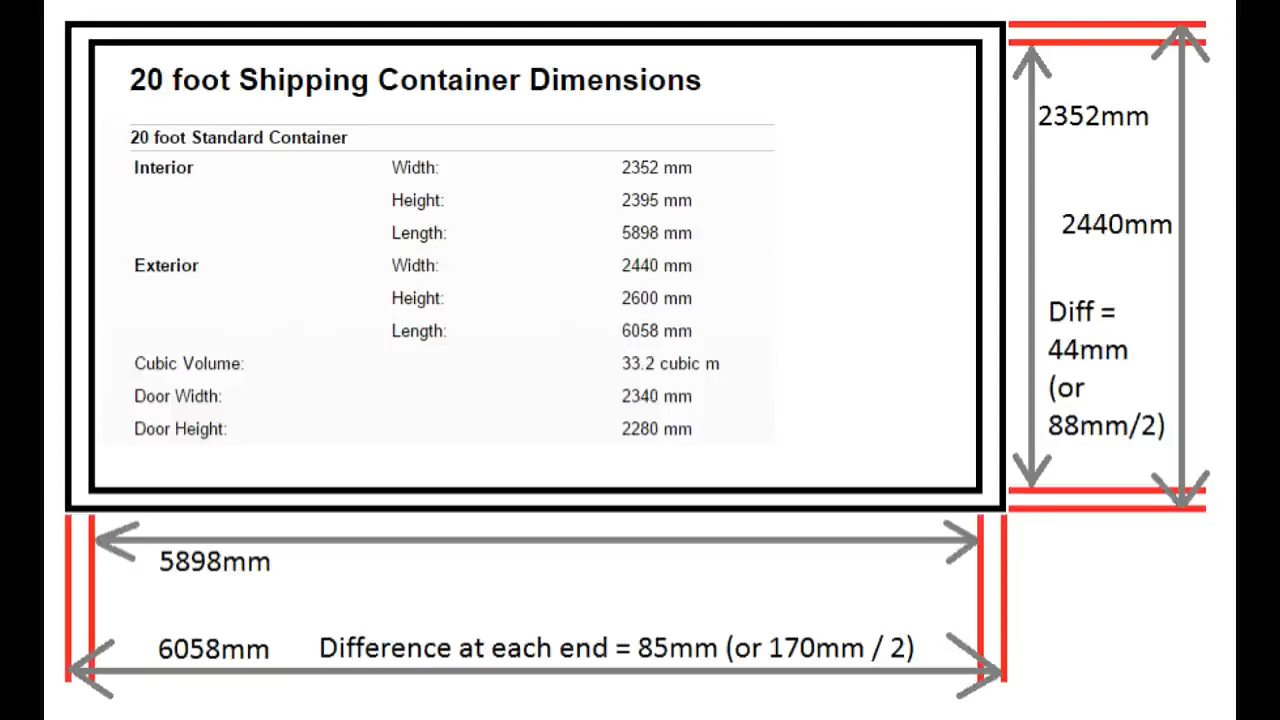 20 foot Shipping Container Dimensions
20 foot Standard Container
Interior Width: 2352 mm
Height: 2395 mm
Length: 5898 mm
Exterior Width: 2440 mm
Height: 2600 mm
Length: 6058 mm
Cubic Volume: 33.2 cubic m
Door Width: 2340 mm
Door Height: 2280 mm
2352mm
2440mm
Diff =
44mm
(or
88mm/2)
5898mm
6058mm Difference at each end = 85mm (or 170mm / 2)